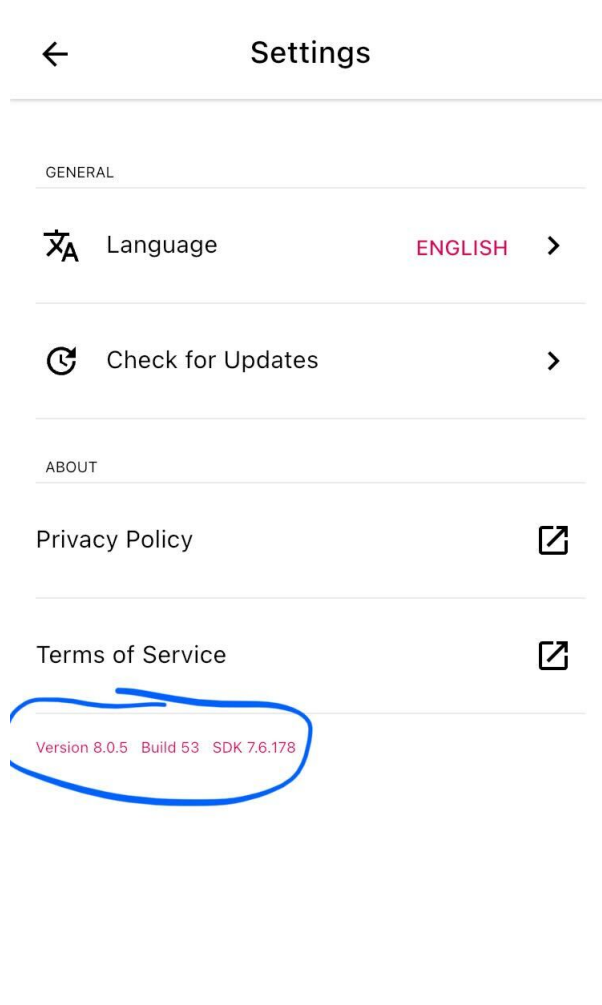 Settings
GENERAL
Language ENGLISH
Check for Updates
ABOUT
Privacy Policy
Terms of Service
Version 8.0.5 Build 53 SDK 7.6.178